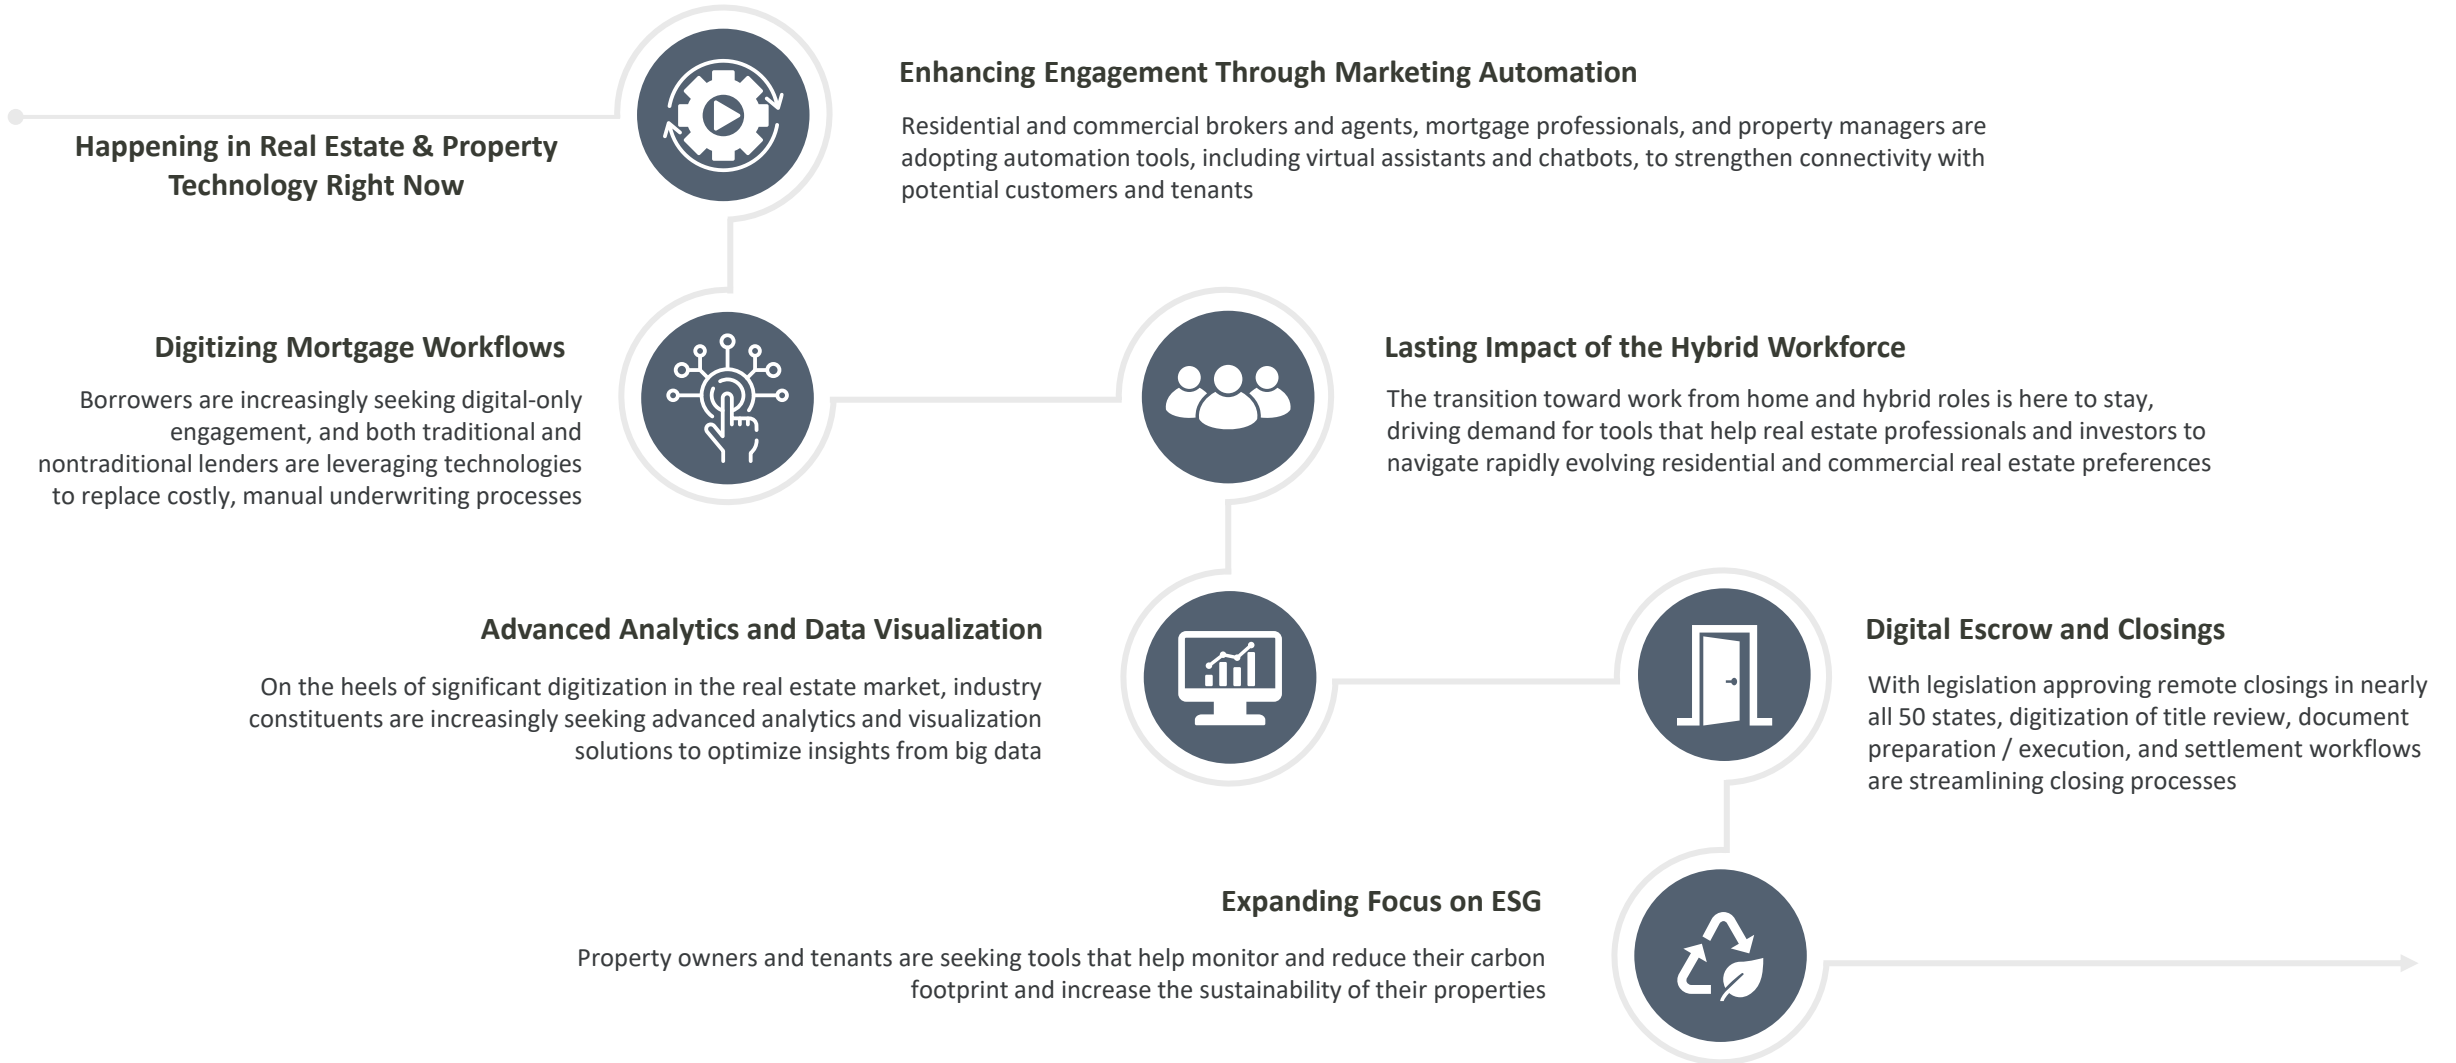 Happening in Real Estate & Property
Technology Right Now
Enhancing Engagement Through Marketing Automation
Residential and commercial brokers and agents, mortgage professionals, and property managers are
adopting automation tools, including virtual assistants and chatbots, to strengthen connectivity with
potential customers and tenants
Digitizing Mortgage Workflows
Borrowers are increasingly seeking digital-only
engagement, and both traditional and
nontraditional lenders are leveraging technologies
to replace costly, manual underwriting processes
Lasting Impact of the Hybrid Workforce
The transition toward work from home and hybrid roles is here to stay,
driving demand for tools that help real estate professionals and investors to
navigate rapidly evolving residential and commercial real estate preferences
Advanced Analytics and Data Visualization
On the heels of significant digitization in the real estate market, industry
constituents are increasingly seeking advanced analytics and visualization
solutions to optimize insights from big data
Digital Escrow and Closings
With legislation approving remote closings in nearly
all 50 states, digitization of title review, document
preparation / execution, and settlement workflows
are streamlining closing processes
Expanding Focus on ESG
Property owners and tenants are seeking tools that help monitor and reduce their carbon
footprint and increase the sustainability of their properties